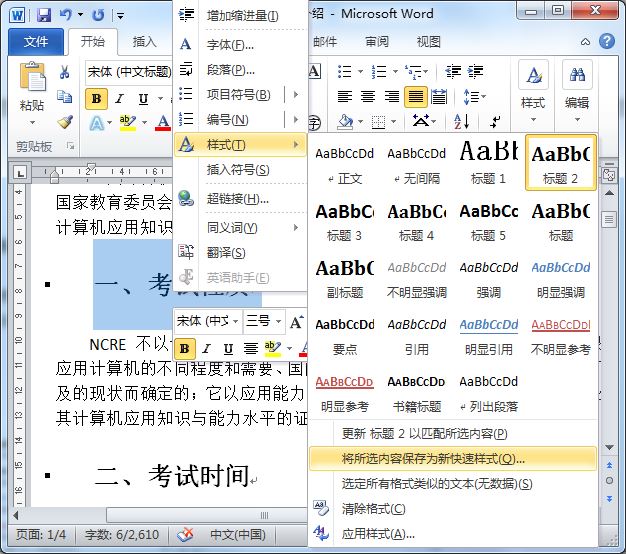 绍 - Microsoft Word
文件 开始 插入 邮件 审阅 视图
粘贴
剪贴板
宋体 (中文标题)
B I U
样式
编辑
增加缩进量(I)
字体(F)...
段落(P)...
项目符号(B)
编号(N)
样式(T)
插入符号(S)
超链接(H)...
同义词(Y)
翻译(S)
英语助手(E)
宋体 (中文 三号
B I U
AaBbCcDd AaBbCcDd AaBb AaBbC
正文 无间隔 标题 1 标题 2
AaBbC AaBbC AaBbCc AaBbC
标题 3 标题 4 标题 5 标题
AaBbC AaBbCcDd AaBbCcDd AaBbCcDd
副标题 不明显强调 强调 明显强调
AaBbCcDd AaBbCcDd AaBbCcDd AaBbCcDd
要点 引用 明显引用 不明显参考
AaBbCcDd AaBbCcDd AaBbCcDd
明显参考 书籍标题 列出段落
更新 标题 2 以匹配所选内容(P)
将所选内容保存为新快速样式(Q)...
选定所有格式类似的文本(无数据)(S)
清除格式(C)
应用样式(A)...
国家教育委员会
计算机应用知识
一、考试性质
NCRE 不以
应用计算机的不同程度和需要、国
及的现状而确定的；它以应用能力
其计算机应用知识与能力水平的证
二、考试时间
页面: 1/4 字数: 6/2,610 中文(中国)